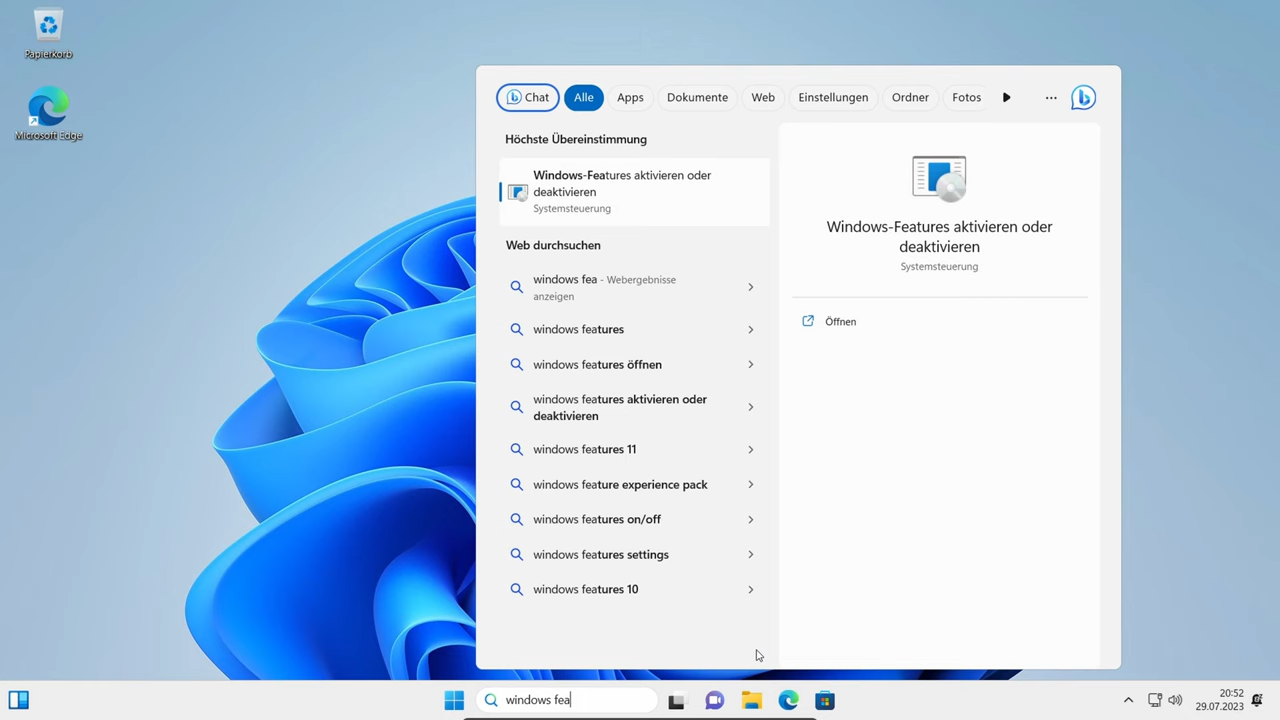 Papierkorb
Microsoft Edge
Chat
Alle
Apps
Dokumente
Web
Einstellungen
Ordner
Fotos
Höchste Übereinstimmung
Windows-Features aktivieren oder
deaktivieren
Systemsteuerung
Web durchsuchen
windows fea - Webergebnisse
anzeigen
windows features
windows features öffnen
windows features aktivieren oder
deaktivieren
windows features 11
windows feature experience pack
windows features on/off
windows features settings
windows features 10
Windows-Features aktivieren oder
deaktivieren
Systemsteuerung
Öffnen
windows fea
20:52
29.07.2023